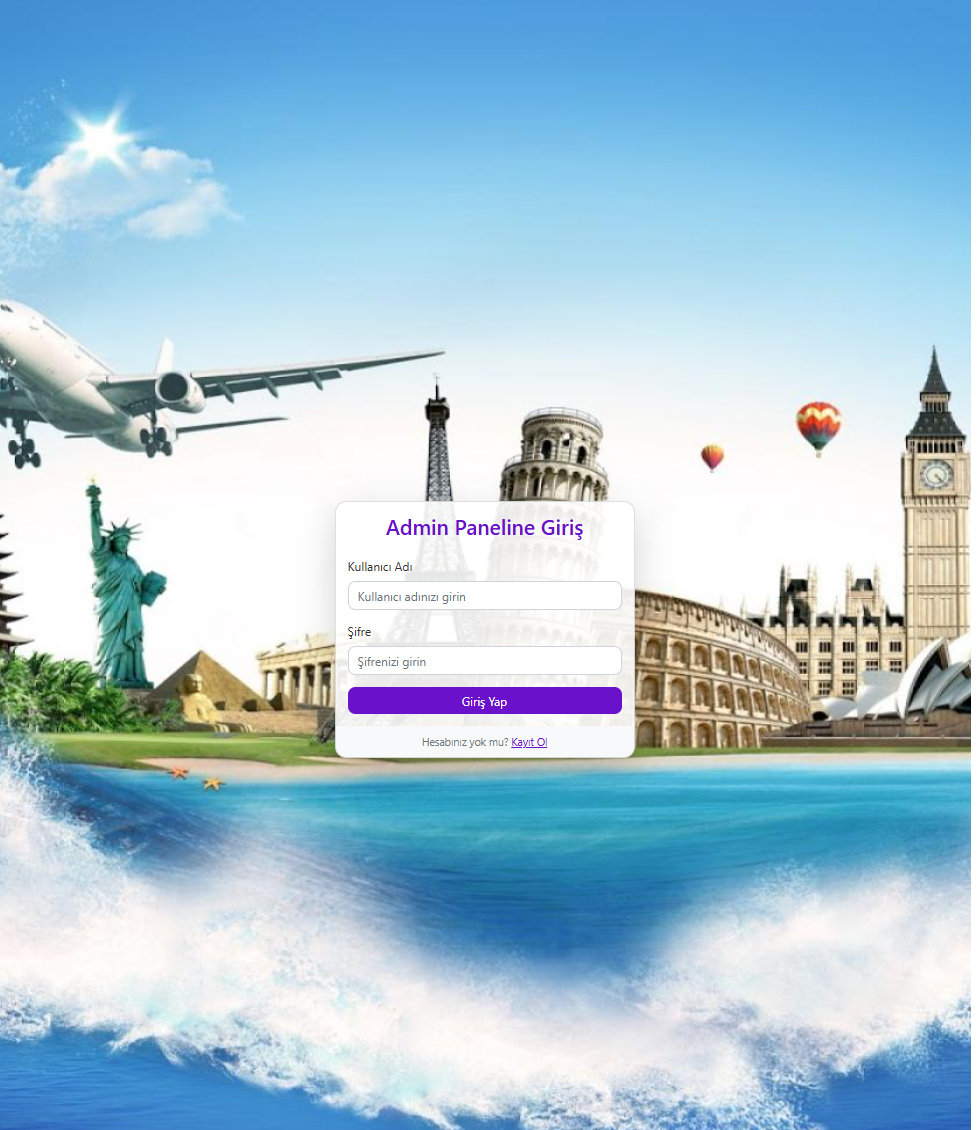 Admin Paneline Giriş
Kullanıcı Adı
Kullanıcı adınızı girin
Şifre
Şifrenizi girin
Giriş Yap
Hesabınız yok mu? Kayıt Ol